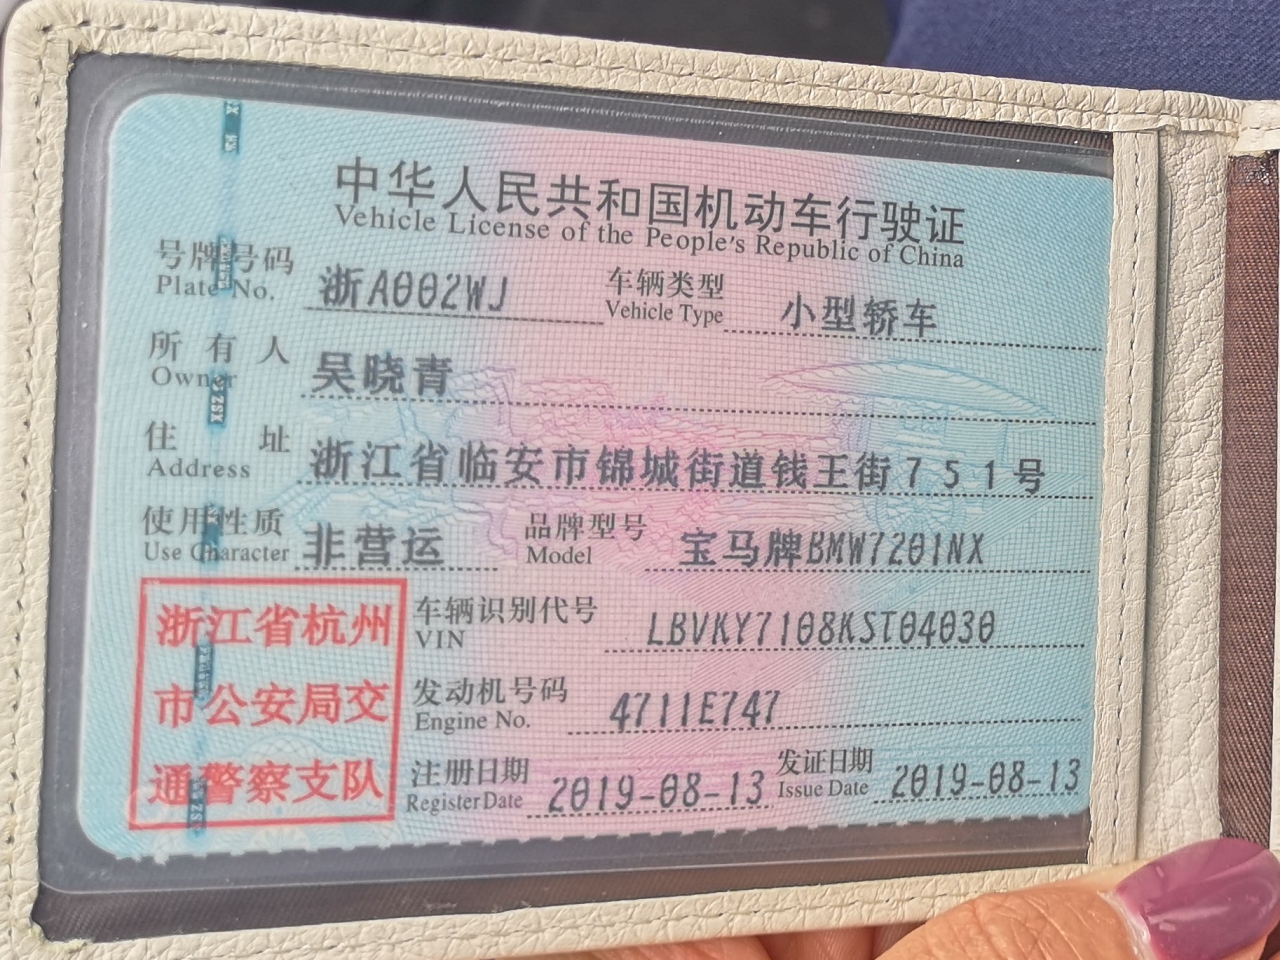 中华人民共和国机动车行驶证
Vehicle License of the People's Republic of China
号牌号码 浙A002WJ 车辆类型 小型轿车
Plate No. Vehicle Type
所有人 吴晓青
Owner
住址 浙江省临安市锦城街道钱王街751号
Address
使用性质 非营运 品牌型号 宝马牌BMW7201NX
Use Character Model
浙江省杭州
市公安局交
通警察支队
车辆识别代号 LBVKY7108KST04030
VIN
发动机号码 4711E747
Engine No.
注册日期 2019-08-13 发证日期 2019-08-13
Register Date Issue Date